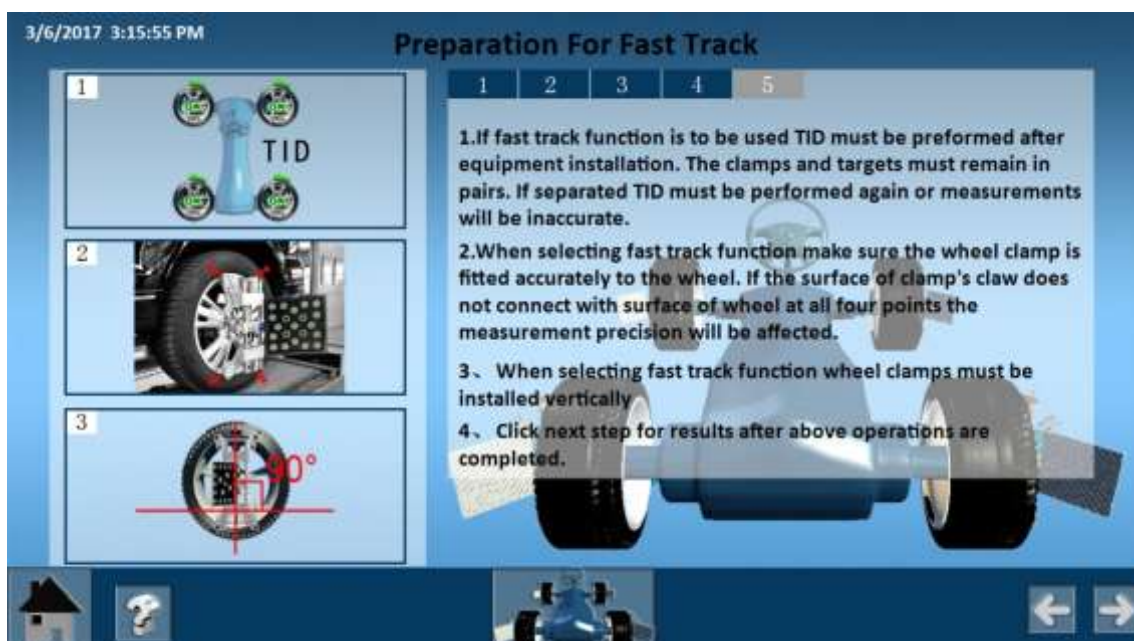 3/6/2017 3:15:55 PM
Preparation For Fast Track
1
TID
2
3
90°
1 2 3 4 5
1.If fast track function is to be used TID must be preformed after
equipment installation. The clamps and targets must remain in
pairs. If separated TID must be performed again or measurements
will be inaccurate.
2.When selecting fast track function make sure the wheel clamp is
fitted accurately to the wheel. If the surface of clamp's claw does
not connect with surface of wheel at all four points the
measurement precision will be affected.
3、 When selecting fast track function wheel clamps must be
installed vertically
4、 Click next step for results after above operations are
completed.
?